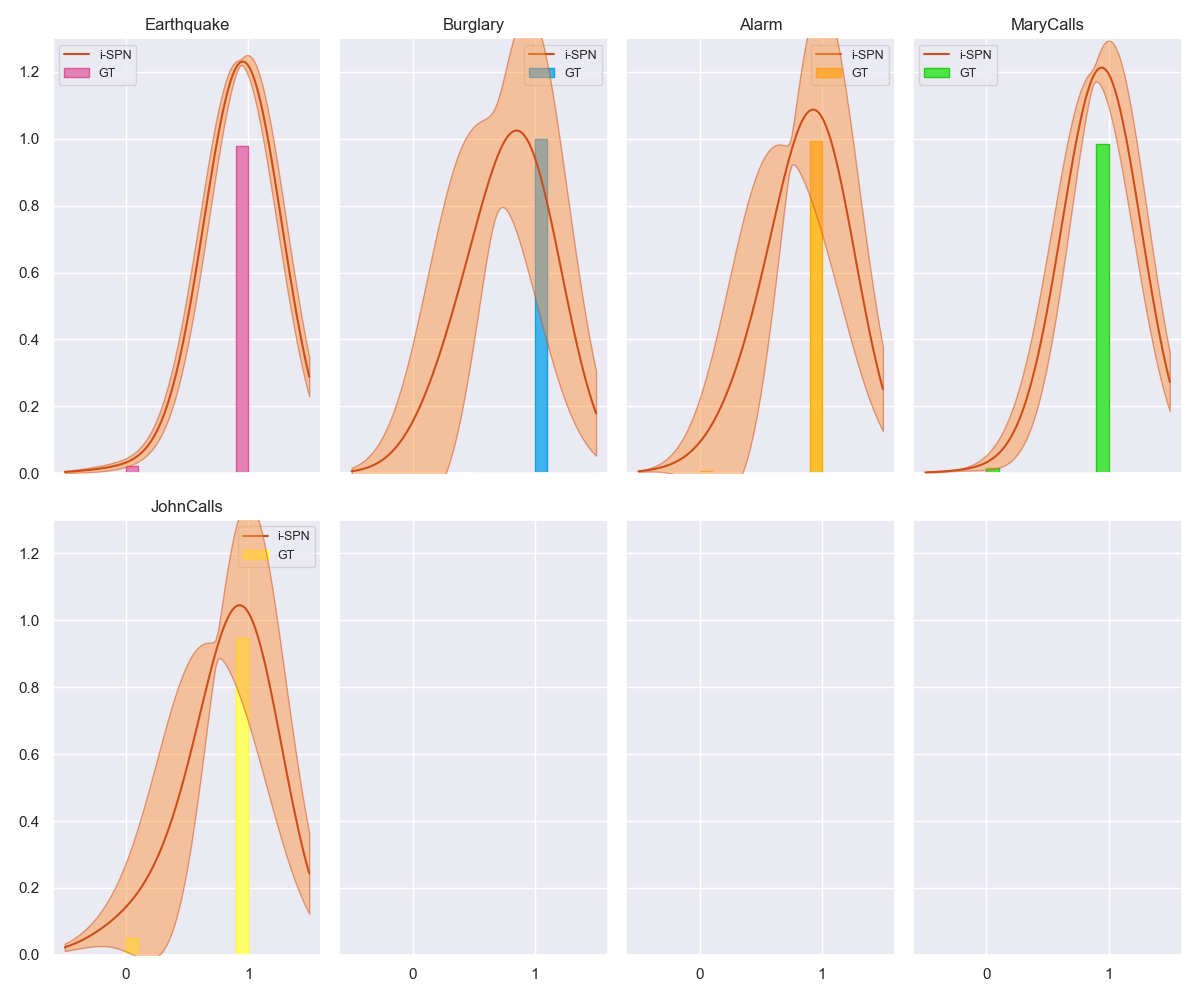 Earthquake
Burglary
Alarm
MaryCalls
i-SPN
GT
i-SPN
GT
i-SPN
GT
i-SPN
GT
1.2
1.0
0.8
0.6
0.4
0.2
0.0
JohnCalls
i-SPN
GT
1.2
1.0
0.8
0.6
0.4
0.2
0.0
0 1 0 1 0 1 0 1